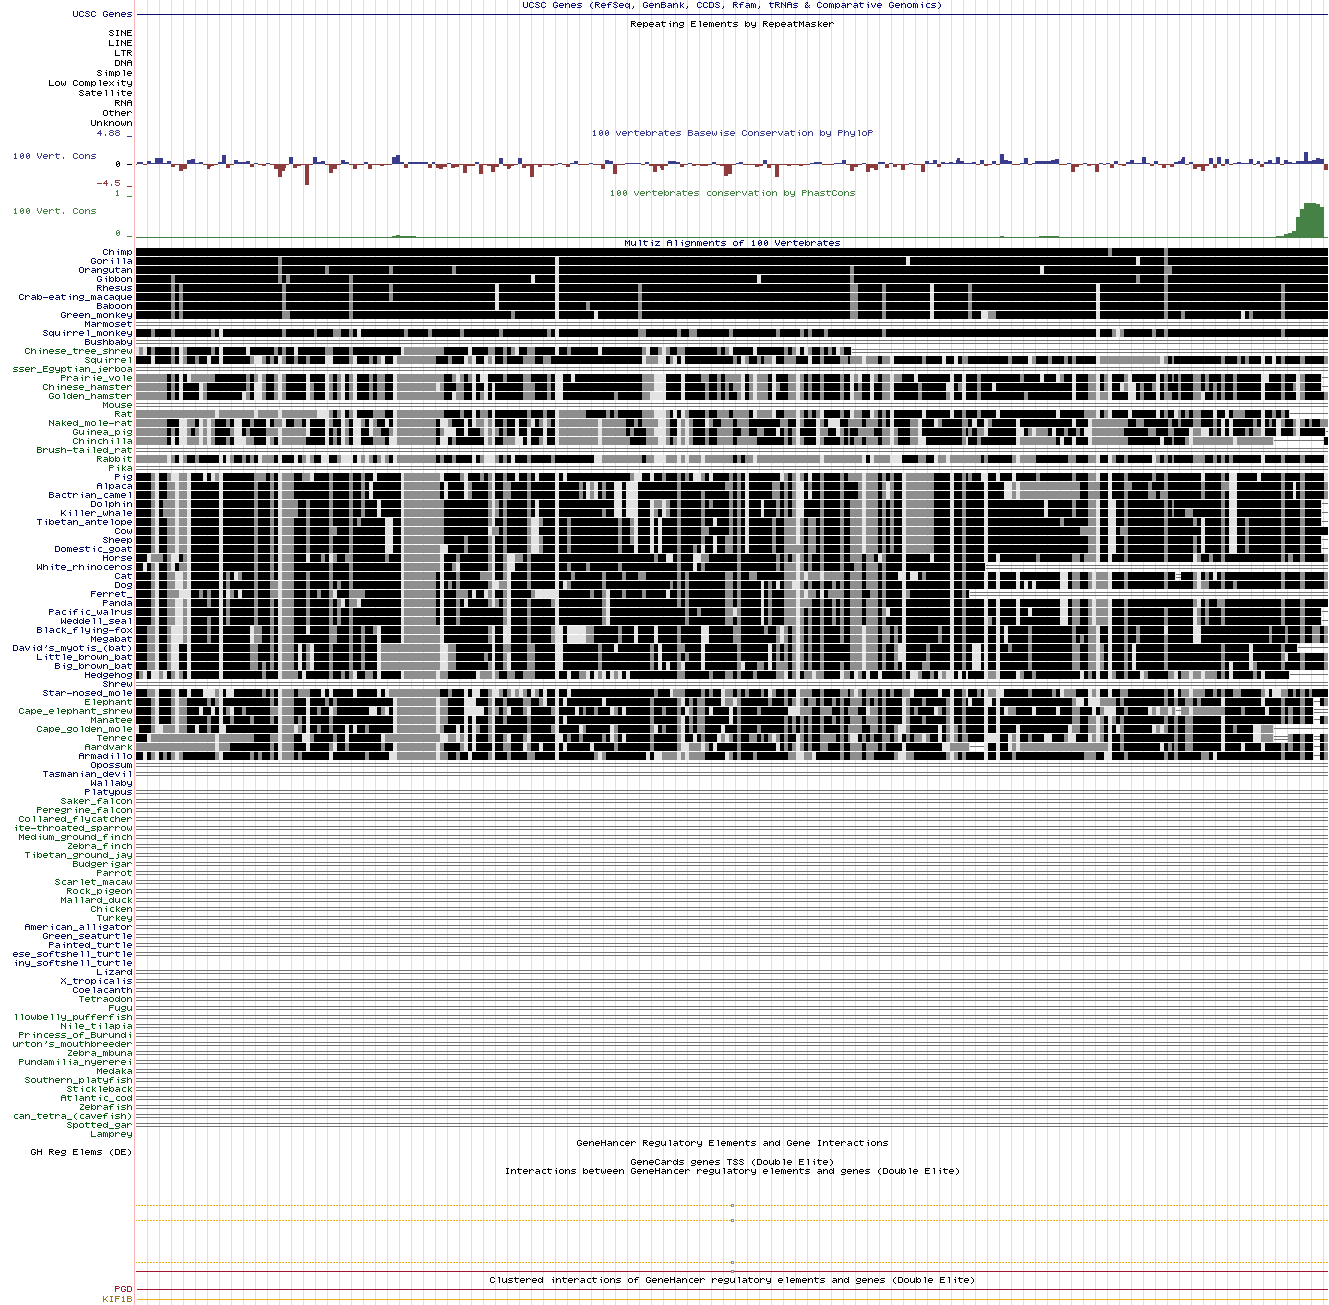 UCSC Genes (RefSeq, GenBank, CCDS, Rfam, tRNAs & Comparative Genomics)
UCSC Genes
Repeating Elements by RepeatMasker
SINE
LINE
LTR
DNA
Simple
Low Complexity
Satellite
RNA
Other
Unknown
4.88 _
100 vertebrates Basewise Conservation by PhyloP
100 Vert. Cons
0 _
-4.5 _
100 vertebrates conservation by PhastCons
1 _
100 Vert. Cons
0 _
Multiz Alignments of 100 Vertebrates
Chimp
Gorilla
Orangutan
Gibbon
Rhesus
Crab-eating_macaque
Baboon
Green_monkey
Marmoset
Squirrel_monkey
Bushbaby
Chinese_tree_shrew
Squirrel
sser_Egyptian_jerboa
Prairie_vole
Chinese_hamster
Golden_hamster
Mouse
Rat
Naked_mole-rat
Guinea_pig
Chinchilla
Brush-tailed_rat
Rabbit
Pika
Pig
Alpaca
Bactrian_camel
Dolphin
Killer_whale
Tibetan_antelope
Cow
Sheep
Domestic_goat
Horse
White_rhinoceros
Cat
Dog
Ferret_
Panda
Pacific_walrus
Weddell_seal
Black_flying-fox
Megabat
David's_myotis_(bat)
Little_brown_bat
Big_brown_bat
Hedgehog
Shrew
Star-nosed_mole
Elephant
Cape_elephant_shrew
Manatee
Cape_golden_mole
Tenrec
Aardvark
Armadillo
Opossum
Tasmanian_devil
Wallaby
Platypus
Saker_falcon
Peregrine_falcon
Collared_flycatcher
ite-throated_sparrow
Medium_ground_finch
Zebra_finch
Tibetan_ground_jay
Budgerigar
Parrot
Scarlet_macaw
Rock_pigeon
Mallard_duck
Chicken
Turkey
American_alligator
Green_seaturtle
Painted_turtle
ese_softshell_turtle
iny_softshell_turtle
Lizard
X_tropicalis
Coelacanth
Tetraodon
Fugu
llowbelly_pufferfish
Nile_tilapia
Princess_of_Burundi
urton's_mouthbreeder
Zebra_mbuna
Pundamilia_nyererei
Medaka
Southern_platyfish
Stickleback
Atlantic_cod
Zebrafish
can_tetra_(cavefish)
Spotted_gar
Lamprey
GeneHancer Regulatory Elements and Gene Interactions
GH Reg Elems (DE)
GeneCards genes TSS (Double Elite)
Interactions between GeneHancer regulatory elements and genes (Double Elite)
Clustered interactions of GeneHancer regulatory elements and genes (Double Elite)
PGD
KIF1B